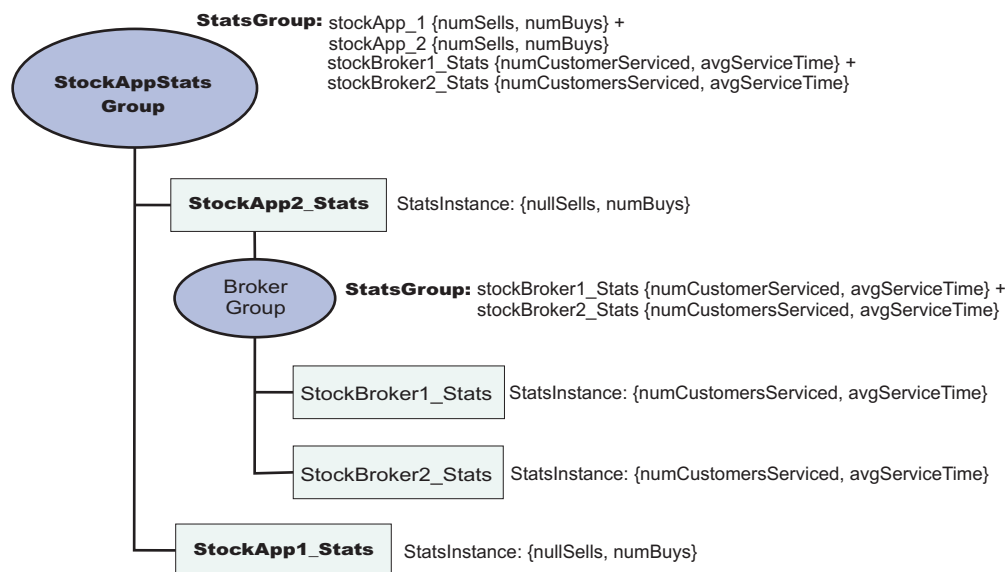 StatsGroup: stockApp_1 {numSells, numBuys} +
stockApp_2 {numSells, numBuys}
stockBroker1_Stats {numCustomerServiced, avgServiceTime} +
stockBroker2_Stats {numCustomersServiced, avgServiceTime}
StockAppStats
Group
StockApp2_Stats
StatsInstance: {nullSells, numBuys}
Broker
Group
StatsGroup: stockBroker1_Stats {numCustomerServiced, avgServiceTime} +
stockBroker2_Stats {numCustomersServiced, avgServiceTime}
StockBroker1_Stats
StatsInstance: {numCustomersServiced, avgServiceTime}
StockBroker2_Stats
StatsInstance: {numCustomersServiced, avgServiceTime}
StockApp1_Stats
StatsInstance: {nullSells, numBuys}